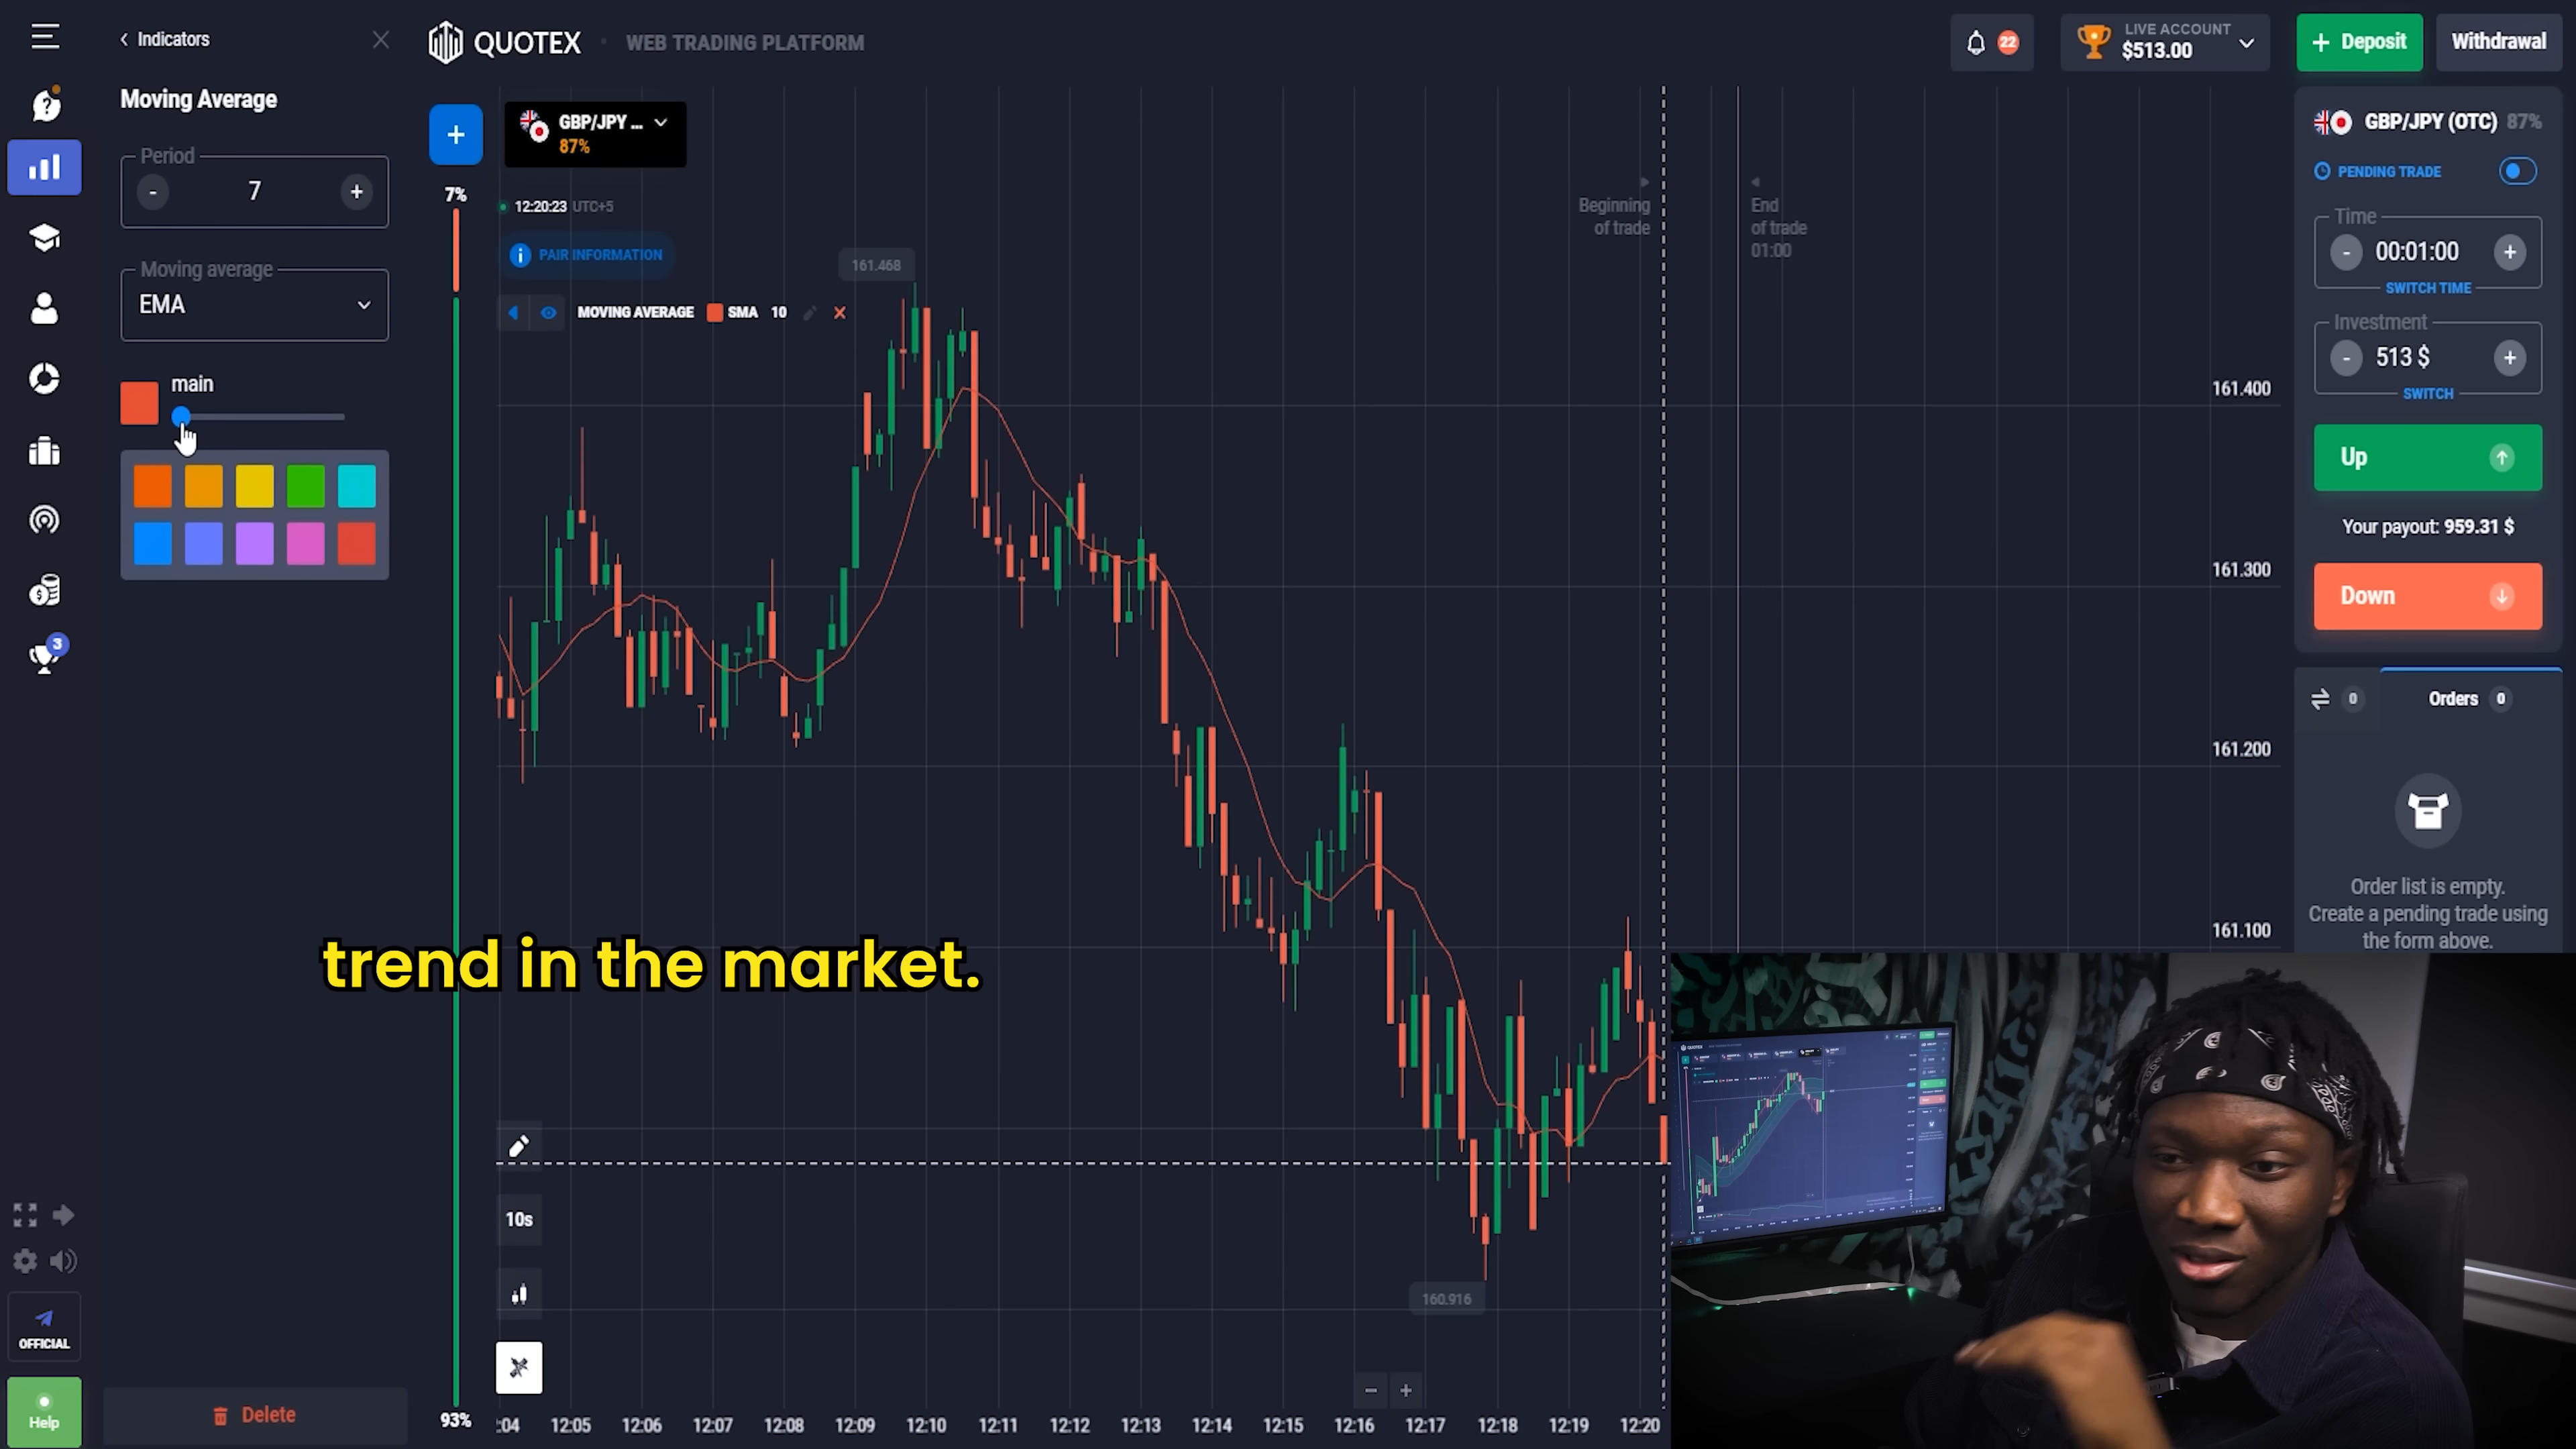 Indicators
QUOTEX
WEB TRADING PLATFORM
22
LIVE ACCOUNT
$513.00
+ Deposit
Withdrawal
Moving Average
Period
- 7 +
Moving average
EMA
main
Delete
3
OFFICIAL
Help
+
GBP/JPY ...
87%
7%
12:20:23 UTC+5
PAIR INFORMATION
MOVING AVERAGE SMA 10
161.468
Beginning
of trade
End
of trade
01:00
161.400
161.300
161.200
161.100
160.916
trend in the market.
10s
- +
93%
:04 12:05 12:06 12:07 12:08 12:09 12:10 12:11 12:12 12:13 12:14 12:15 12:16 12:17 12:18 12:19 12:20
GBP/JPY (OTC) 87%
PENDING TRADE
Time
- 00:01:00 +
SWITCH TIME
Investment
- 513 $ +
SWITCH
Up
Your payout: 959.31 $
Down
0
Orders 0
Order list is empty.
Create a pending trade using
the form above.
QUOTEX